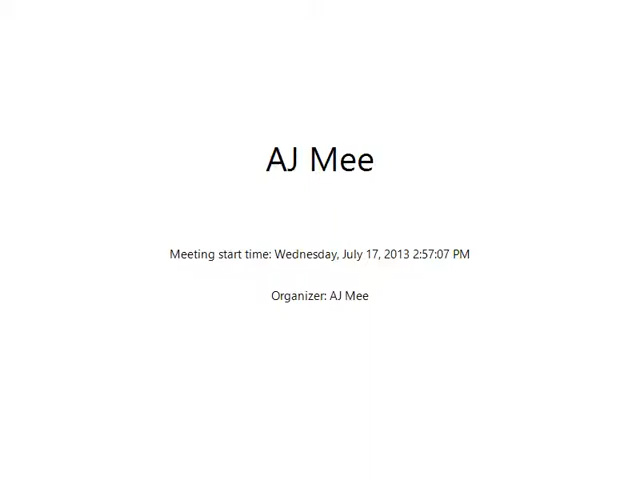 AJ Mee
Meeting start time: Wednesday, July 17, 2013 2:57:07 PM
Organizer: AJ Mee